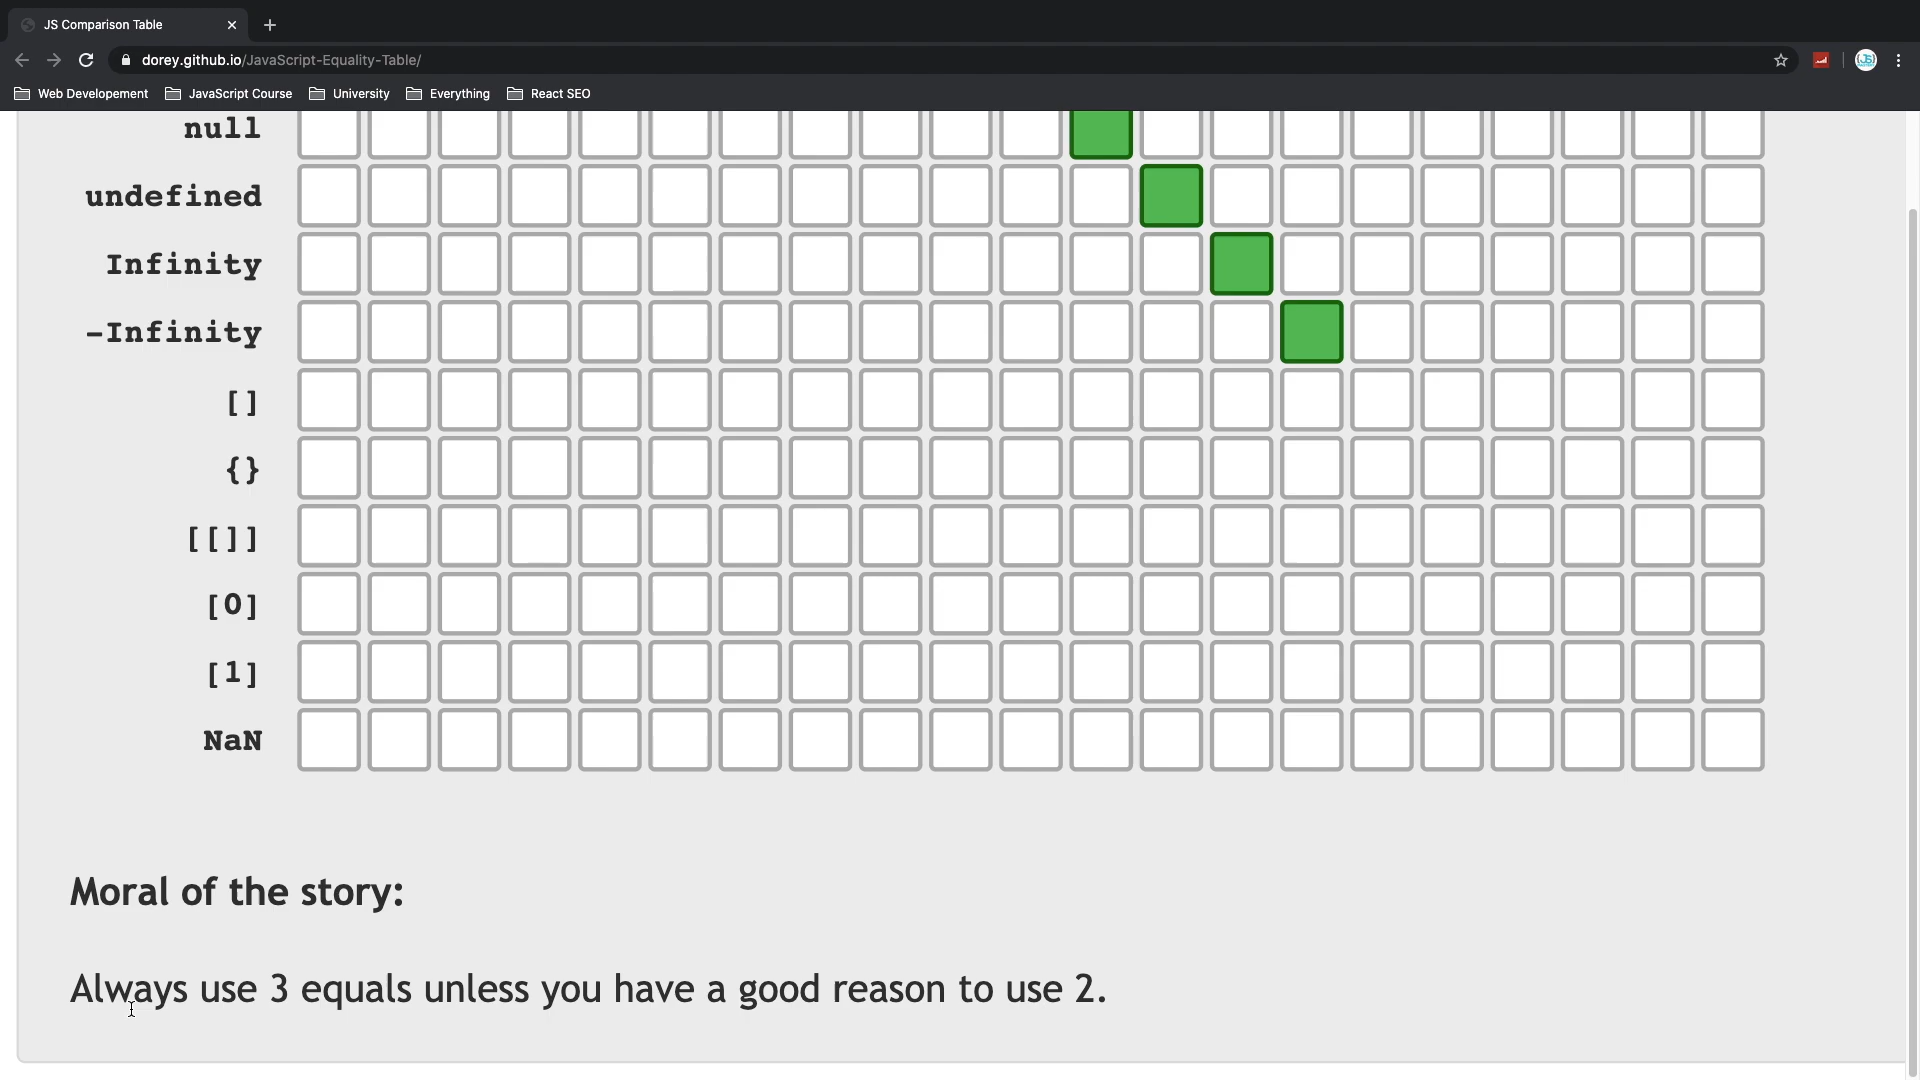 JS Comparison Table
dorey.github.io/JavaScript-Equality-Table/
Web Developement JavaScript Course University Everything React SEO
null
undefined
Infinity
-Infinity
[]
{}
[[]]
[0]
[1]
NaN
Moral of the story:
Always use 3 equals unless you have a good reason to use 2.